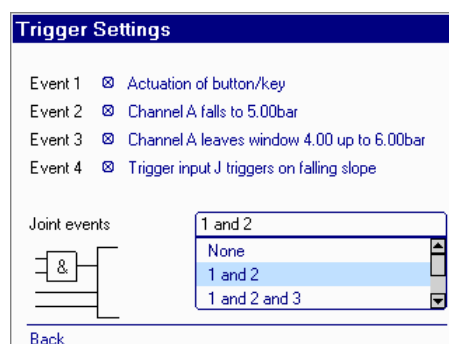 Trigger Settings
Event 1 Actuation of button/key
Event 2 Channel A falls to 5.00bar
Event 3 Channel A leaves window 4.00 up to 6.00bar
Event 4 Trigger input J triggers on falling slope
Joint events 1 and 2
None
& 1 and 2
1 and 2 and 3
Back